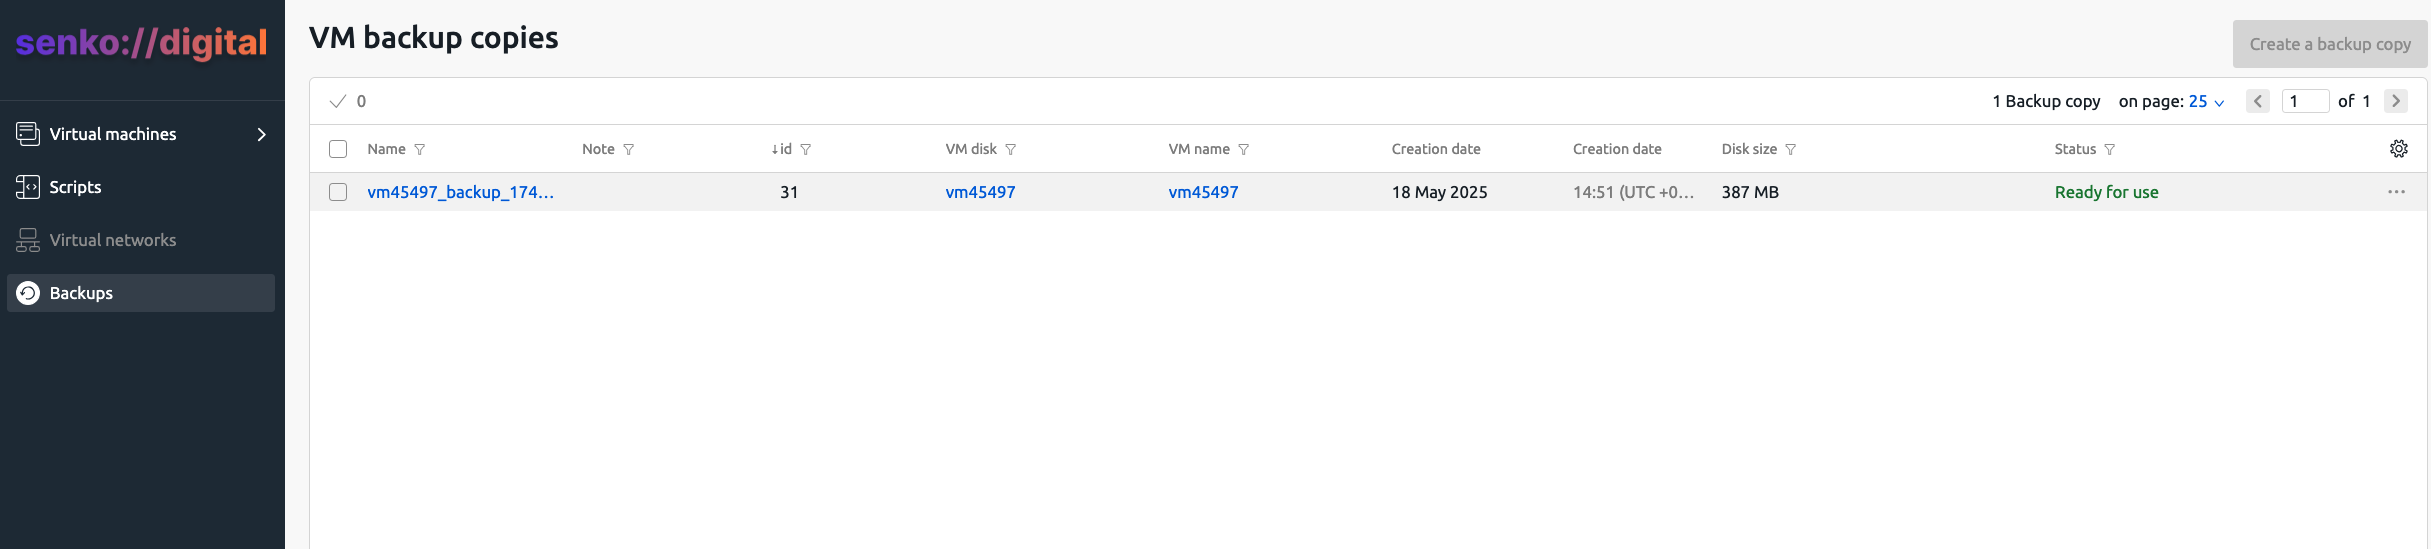 senko://digital
Virtual machines
Scripts
Virtual networks
Backups
VM backup copies
Create a backup copy
0
1 Backup copy on page: 25 1 of 1
Name Note ↓id VM disk VM name Creation date Creation date Disk size Status
vm45497_backup_174... 31 vm45497 vm45497 18 May 2025 14:51 (UTC +0... 387 MB Ready for use